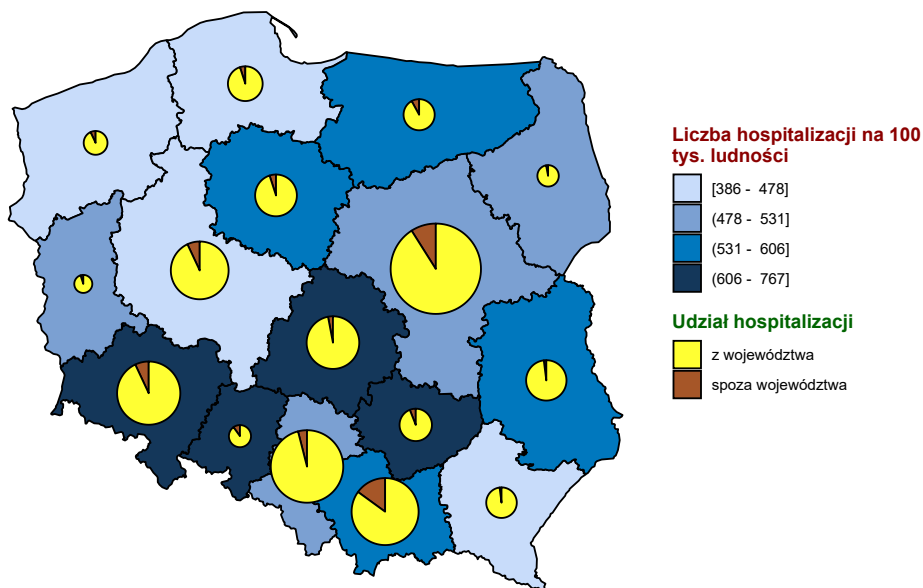 Liczba hospitalizacji na 100
tys. ludności
[386 - 478]
(478 - 531]
(531 - 606]
(606 - 767]
Udział hospitalizacji
z województwa
spoza województwa